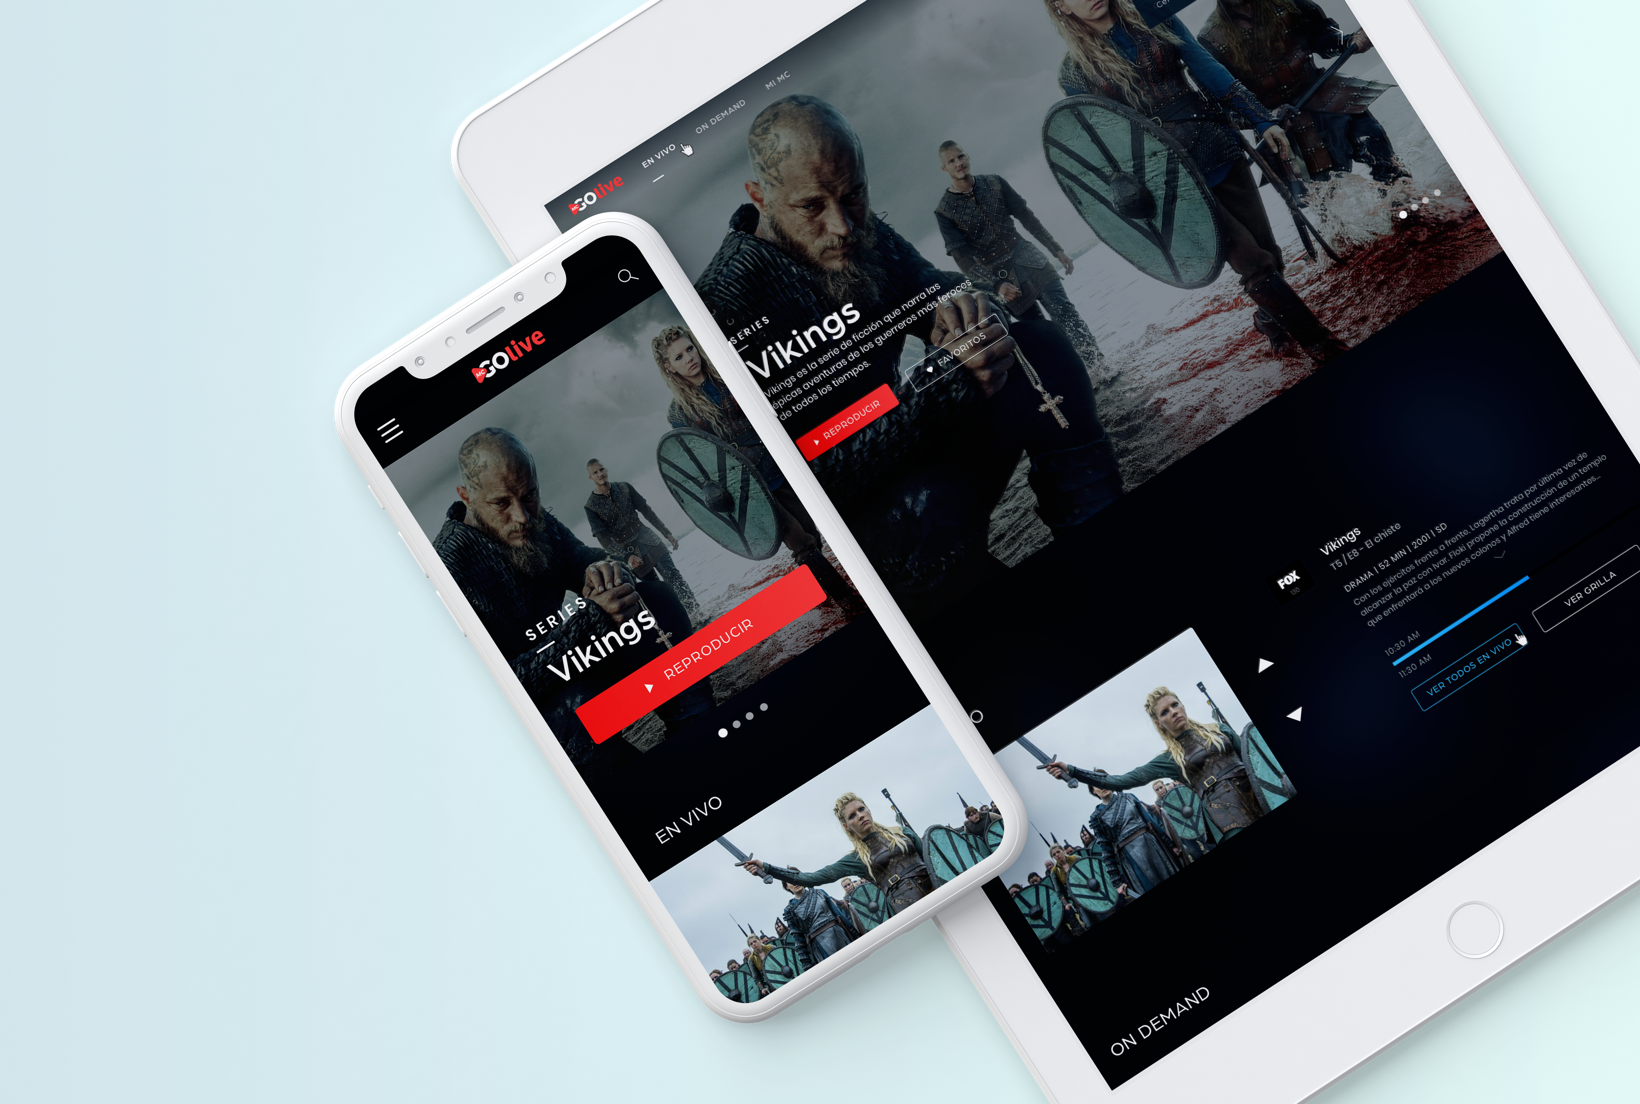 MC GOlive
SERIES
Vikings
REPRODUCIR
EN VIVO
MC GOlive
EN VIVO
ON DEMAND
MI MC
SERIES
Vikings
Vikings es la serie de ficción que narra las
épicas aventuras de los guerreros más feroces
de todos los tiempos.
REPRODUCIR
FAVORITOS
FOX
Vikings
T5 / E8 - El chiste
DRAMA | 52 MIN | 2001 | SD
Con los ejércitos frente a frente, Lagertha trata por última vez de
alcanzar la paz con Ivar. Floki propone la construcción de un templo
que enfrentará a los nuevos colonos y Alfred tiene interesantes...
10:30 AM
11:30 AM
VER TODOS EN VIVO
VER GRILLA
ON DEMAND